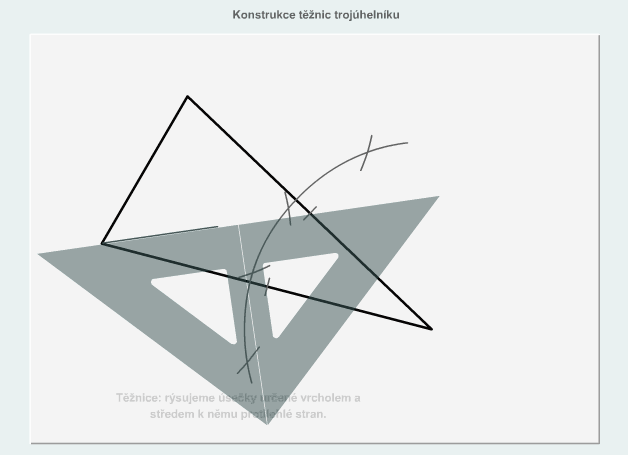 Konstrukce těžnic trojúhelníku
Těžnice: rýsujeme úsečky určené vrcholem a
středem k němu protilehlé stran.